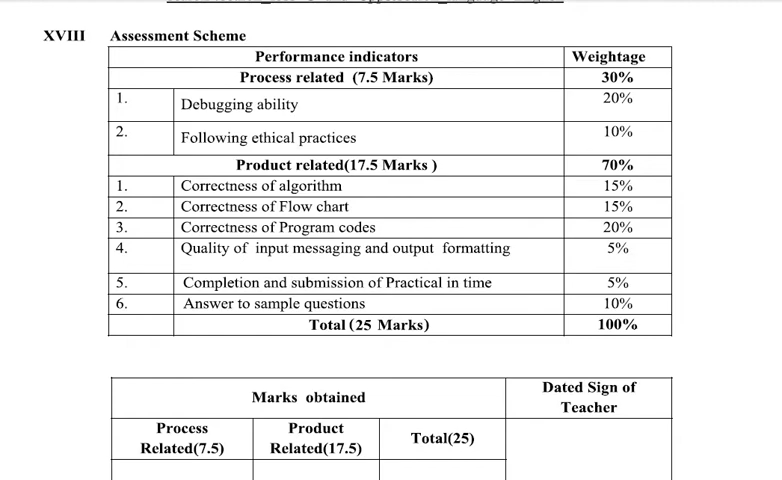 XVIII Assessment Scheme
Performance indicators Weightage
Process related (7.5 Marks) 30%
1. Debugging ability 20%
2. Following ethical practices 10%
Product related(17.5 Marks ) 70%
1. Correctness of algorithm 15%
2. Correctness of Flow chart 15%
3. Correctness of Program codes 20%
4. Quality of input messaging and output formatting 5%
5. Completion and submission of Practical in time 5%
6. Answer to sample questions 10%
Total (25 Marks) 100%
Marks obtained Dated Sign of
Teacher
Process Product
Related(7.5) Related(17.5) Total(25)